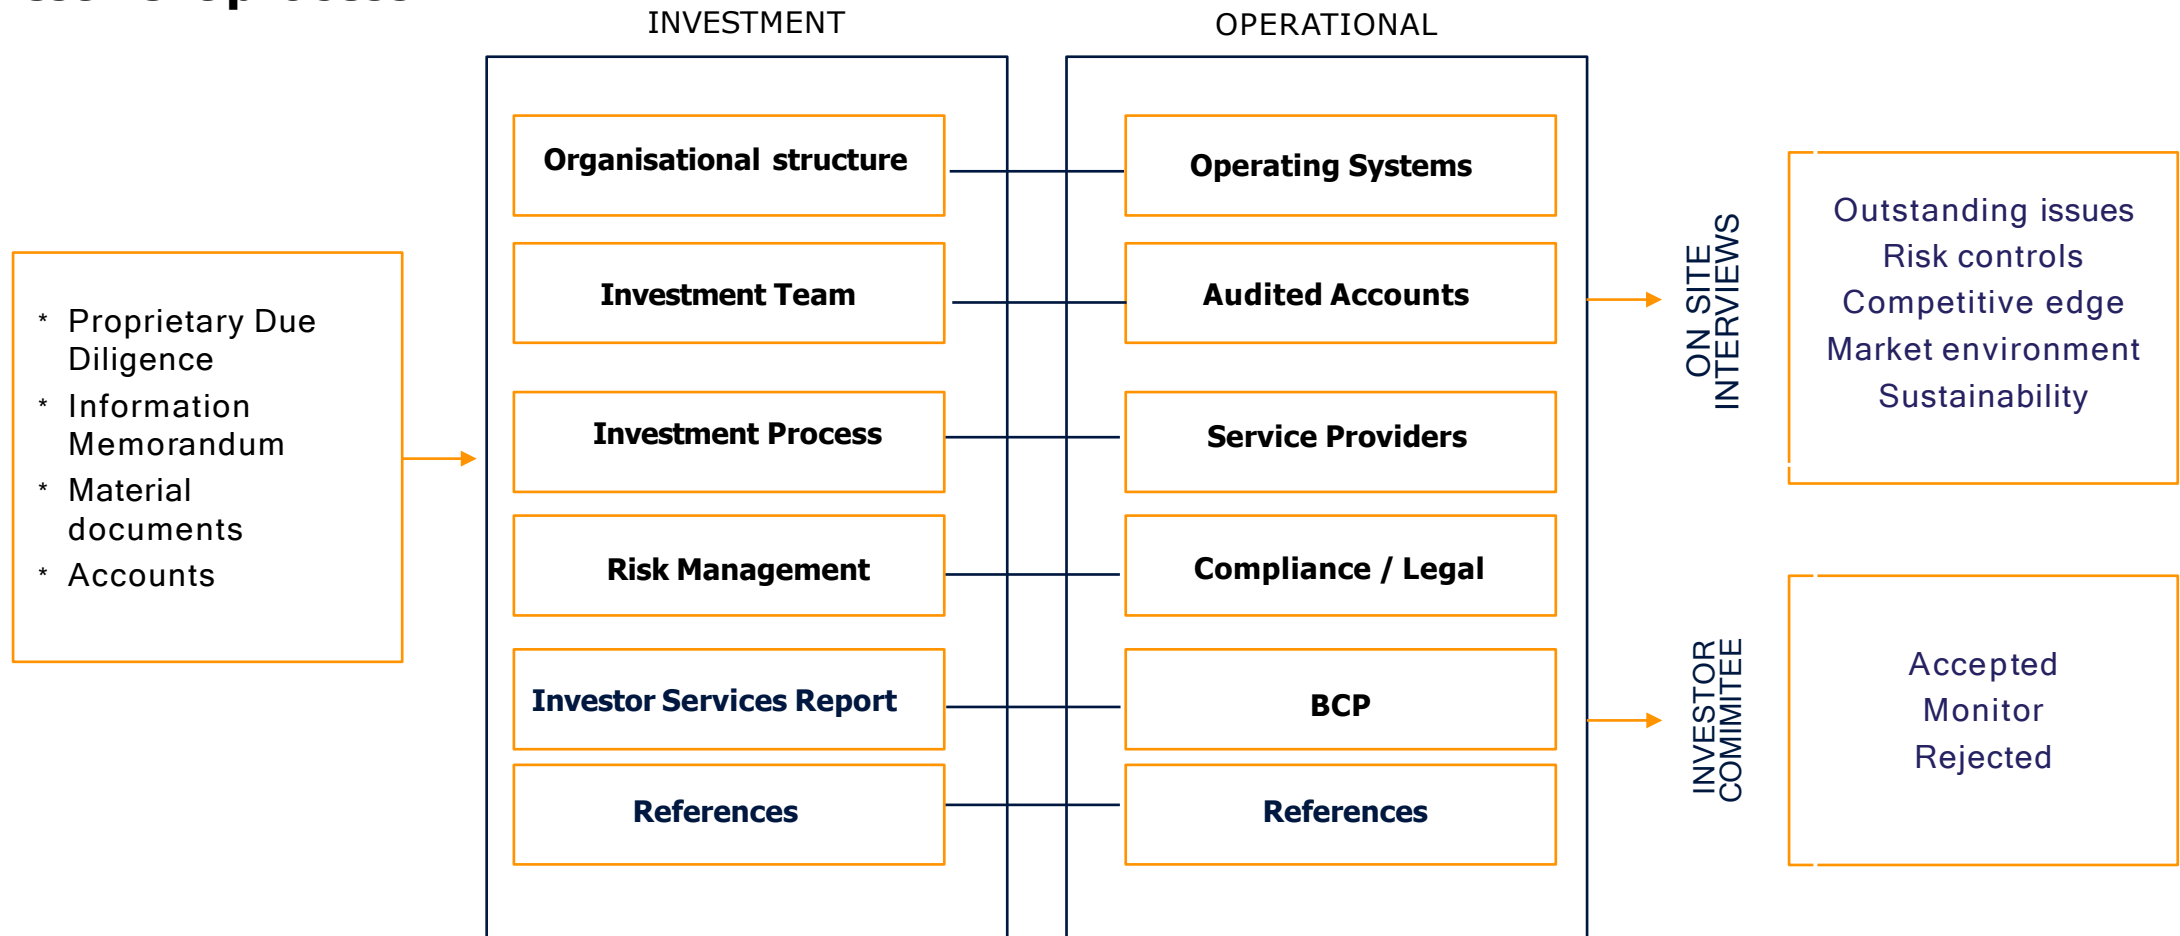 INVESTMENT
OPERATIONAL
* Proprietary Due
Diligence
* Information
Memorandum
* Material
documents
* Accounts
Organisational structure
Operating Systems
Investment Team
Audited Accounts
Investment Process
Service Providers
Risk Management
Compliance / Legal
Investor Services Report
BCP
References
References
ON SITE
INTERVIEWS
Outstanding issues
Risk controls
Competitive edge
Market environment
Sustainability
INVESTOR
COMIMITEE
Accepted
Monitor
Rejected